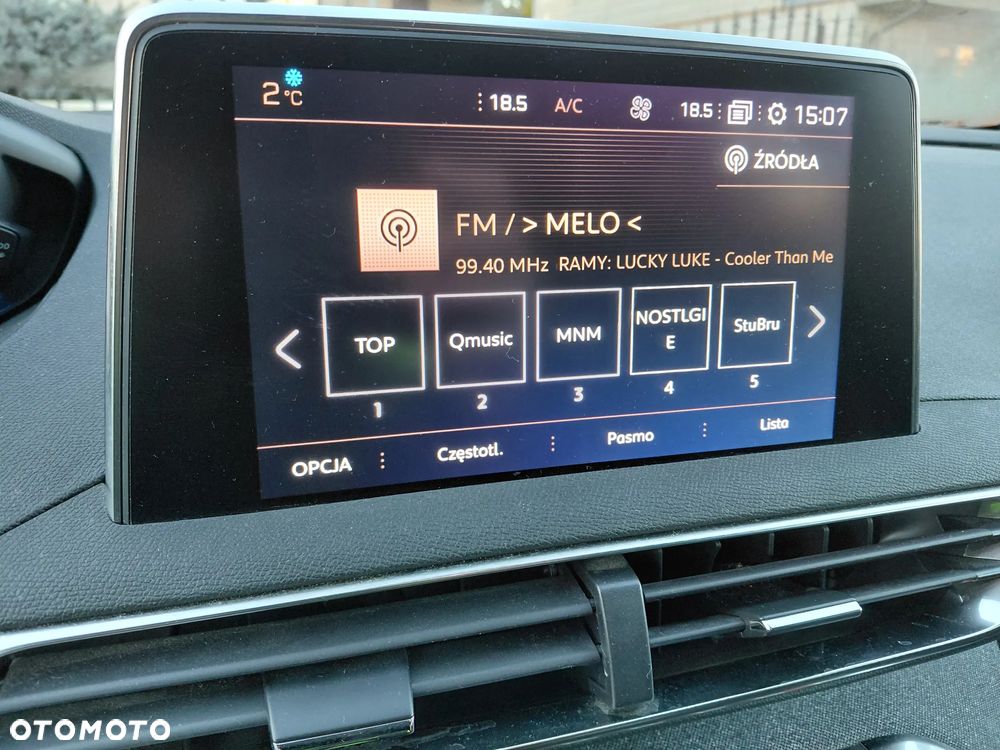 2 °C 18.5 A/C 18.5 15:07
ŹRÓDŁA
FM / > MELO <
99.40 MHz RAMY: LUCKY LUKE - Cooler Than Me
TOP Qmusic MNM NOSTLGI
E StuBru
1 2 3 4 5
OPCJA Częstotl. Pasmo Lista
OTOMOTO